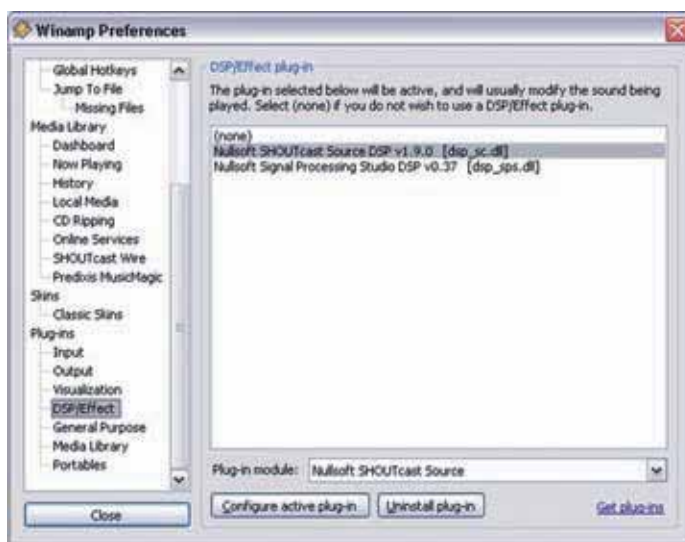 Winamp Preferences
Global Hotkeys
Jump To File
Missing Files
Media Library
Dashboard
Now Playing
History
Local Media
CD Ripping
Online Services
SHOUTcast Wire
Predixis MusicMagic
Skins
Classic Skins
Plug-ins
Input
Output
Visualization
DSP/Effect
General Purpose
Media Library
Portables
Close
DSP/Effect plug-in
The plug-in selected below will be active, and will usually modify the sound being
played. Select (none) if you do not wish to use a DSP/Effect plug-in.
(none)
Nullsoft SHOUTcast Source DSP v1.9.0 [dsp_sc.dll]
Nullsoft Signal Processing Studio DSP v0.37 [dsp_sps.dll]
Plug-in module: Nullsoft SHOUTcast Source
Configure active plug-in
Uninstall plug-in
Get plug-ins